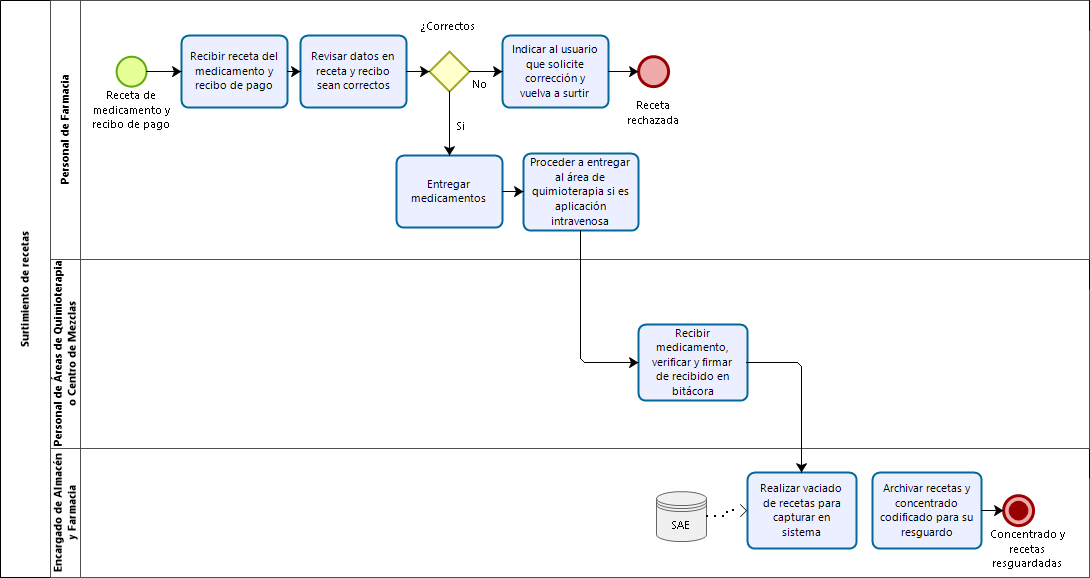 Surtimiento de recetas
Personal de Farmacia
¿Correctos
Receta de
medicamento y
recibo de pago
Recibir receta del
medicamento y
recibo de pago
Revisar datos en
receta y recibo
sean correctos
No
Si
Indicar al usuario
que solicite
corrección y
vuelva a surtir
Receta
rechazada
Entregar
medicamentos
Proceder a entregar
al área de
quimioterapia si es
aplicación
intravenosa
Personal de Áreas de Quimioterapia
o Centro de Mezclas
Recibir
medicamento,
verificar y firmar
de recibido en
bitácora
Encargado de Almacén
y Farmacia
SAE
Realizar vaciado
de recetas para
capturar en
sistema
Archivar recetas y
concentrado
codificado para su
resguardo
Concentrado y
recetas
resguardadas